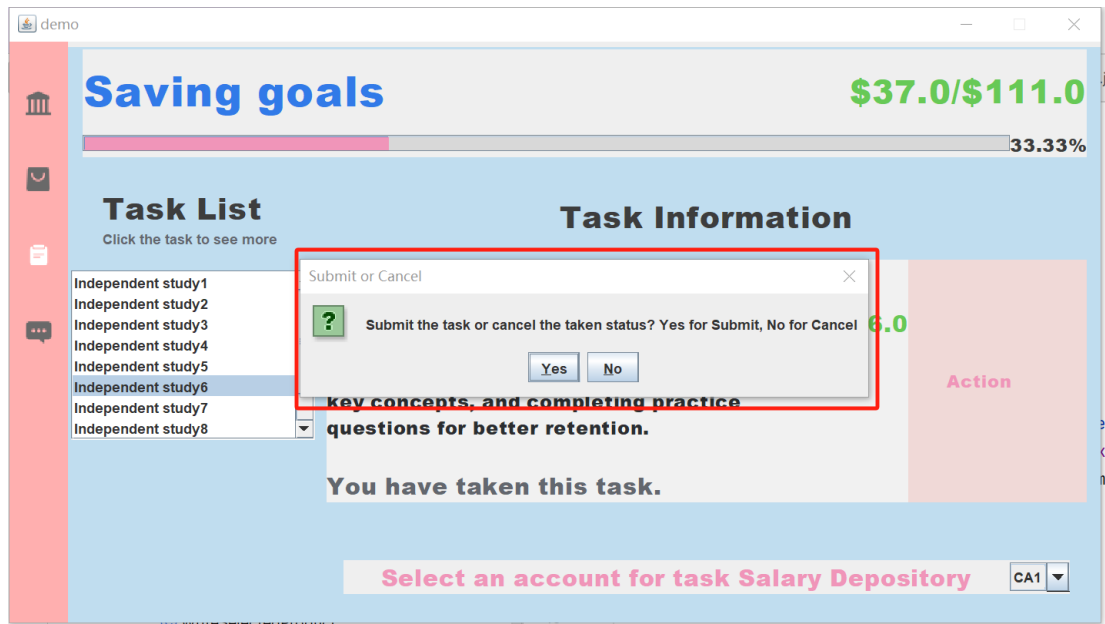 demo
Saving goals
$37.0/$111.0
33.33%
Task List
Click the task to see more
Task Information
Independent study1
Independent study2
Independent study3
Independent study4
Independent study5
Independent study6
Independent study7
Independent study8
Submit or Cancel
?
Submit the task or cancel the taken status? Yes for Submit, No for Cancel
Yes
No
6.0
Action
key concepts, and completing practice
questions for better retention.
You have taken this task.
Select an account for task Salary Depository
CA1